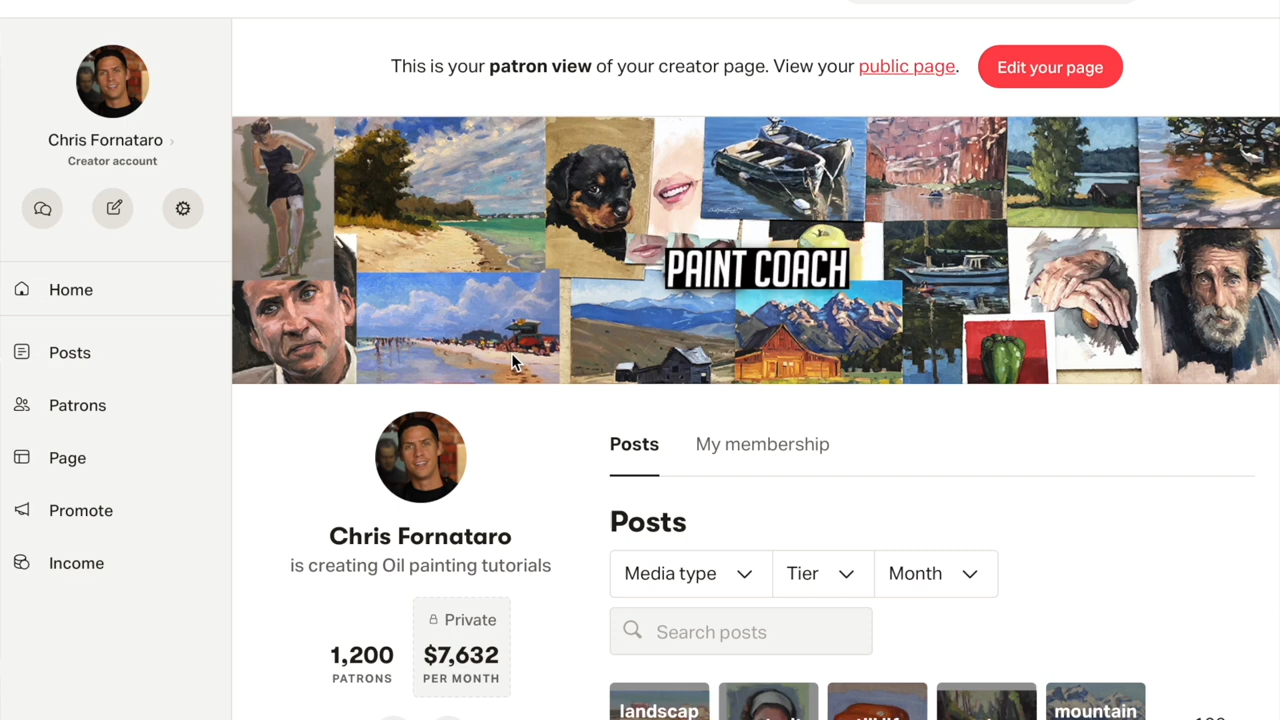 This is your patron view of your creator page. View your public page.
Edit your page
Chris Fornataro
Creator account
Home
Posts
Patrons
Page
Promote
Income
PAINT COACH
Chris Fornataro
is creating Oil painting tutorials
1,200
PATRONS
Private
$7,632
PER MONTH
Posts
My membership
Posts
Media type
Tier
Month
Search posts
landscap
mountain